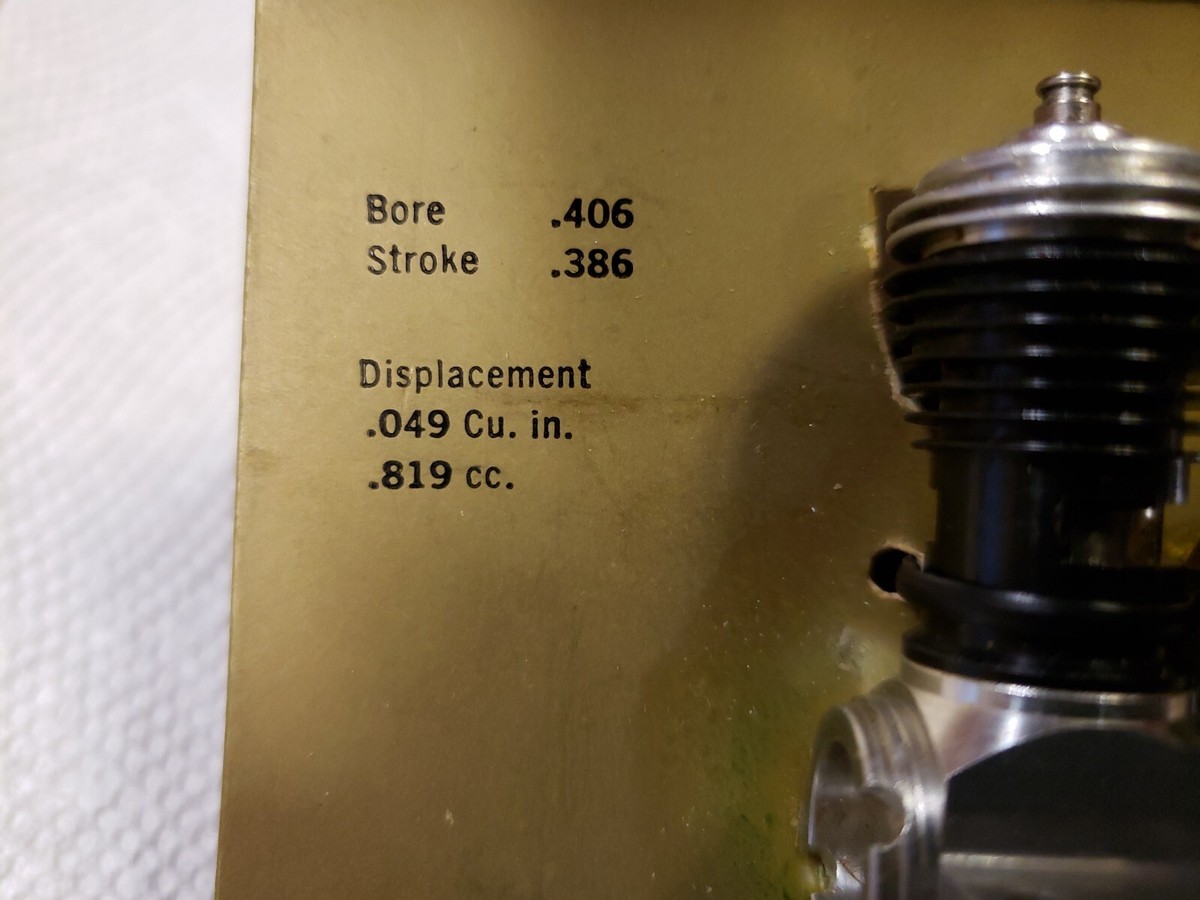 Bore .406
Stroke .386
Displacement
.049 Cu. in.
.819 cc.